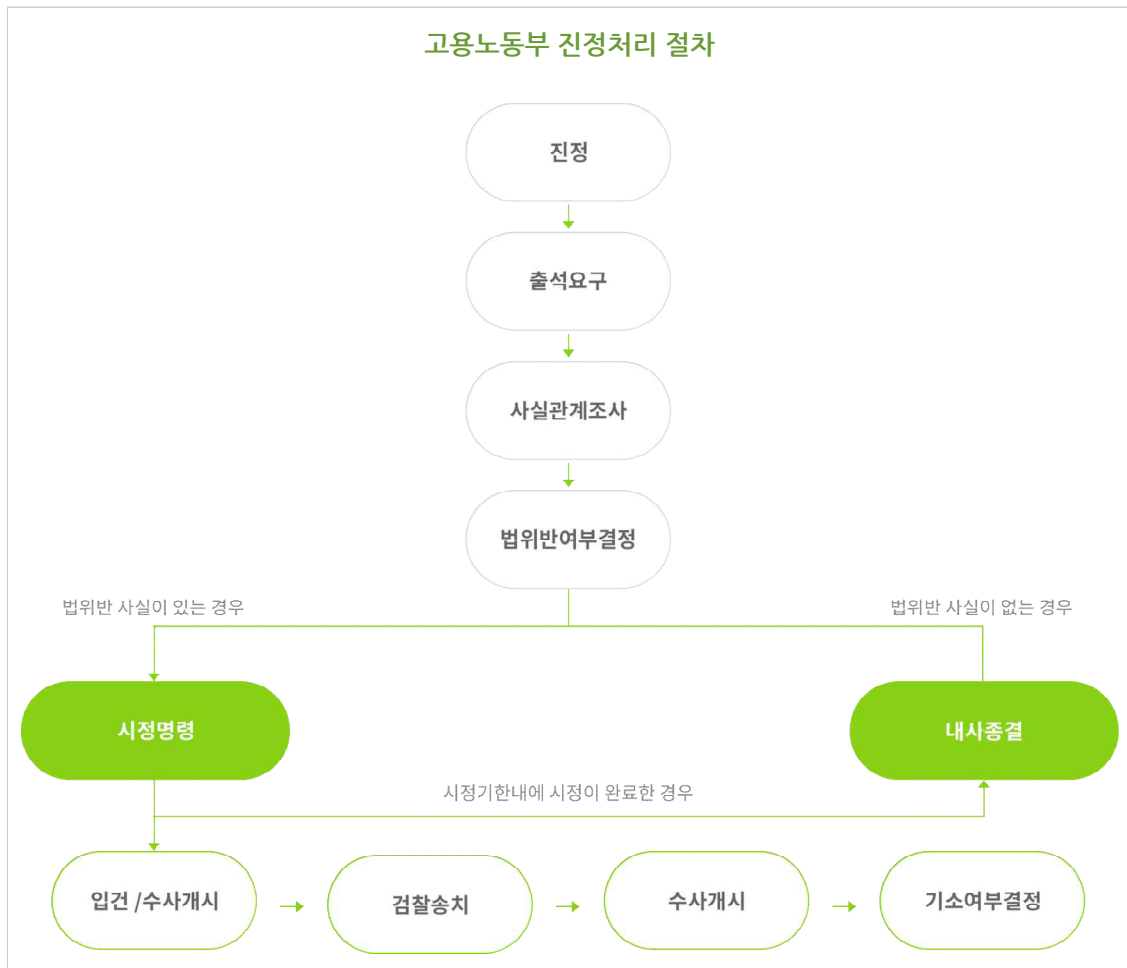 고용노동부 진정처리 절차
진정
출석요구
사실관계조사
법위반여부결정
법위반 사실이 있는 경우
법위반 사실이 없는 경우
시정명령
내사종결
시정기한내에 시정이 완료한 경우
입건 /수사개시
검찰송치
수사개시
기소여부결정